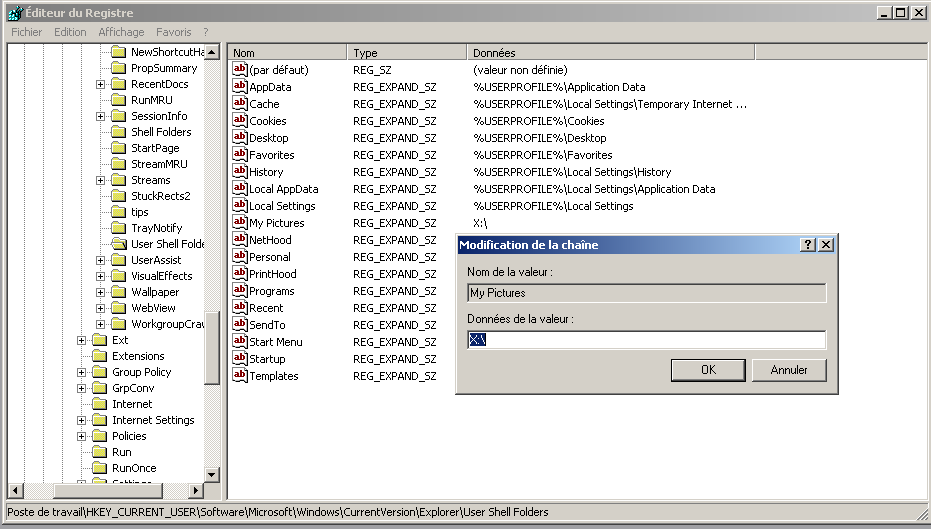 Éditeur du Registre
Fichier Edition Affichage Favoris ?
NewShortcutHa
PropSummary
RecentDocs
RunMRU
SessionInfo
Shell Folders
StartPage
StreamMRU
Streams
StuckRects2
tips
TrayNotify
User Shell Folde
UserAssist
VisualEffects
Wallpaper
WebView
WorkgroupCraw
Ext
Extensions
Group Policy
GrpConv
Internet
Internet Settings
Policies
Run
RunOnce
Settings
Nom Type Données
(par défaut) REG_SZ (valeur non définie)
AppData REG_EXPAND_SZ %USERPROFILE%\Application Data
Cache REG_EXPAND_SZ %USERPROFILE%\Local Settings\Temporary Internet ...
Cookies REG_EXPAND_SZ %USERPROFILE%\Cookies
Desktop REG_EXPAND_SZ %USERPROFILE%\Desktop
Favorites REG_EXPAND_SZ %USERPROFILE%\Favorites
History REG_EXPAND_SZ %USERPROFILE%\Local Settings\History
Local AppData REG_EXPAND_SZ %USERPROFILE%\Local Settings\Application Data
Local Settings REG_EXPAND_SZ %USERPROFILE%\Local Settings
My Pictures REG_EXPAND_SZ X:\
NetHood REG_EXPAND_SZ
Personal REG_EXPAND_SZ
PrintHood REG_EXPAND_SZ
Programs REG_EXPAND_SZ
Recent REG_EXPAND_SZ
SendTo REG_EXPAND_SZ
Start Menu REG_EXPAND_SZ
Startup REG_EXPAND_SZ
Templates REG_EXPAND_SZ
Modification de la chaîne
Nom de la valeur :
My Pictures
Données de la valeur :
X:\
OK Annuler
Poste de travail\HKEY_CURRENT_USER\Software\Microsoft\Windows\CurrentVersion\Explorer\User Shell Folders